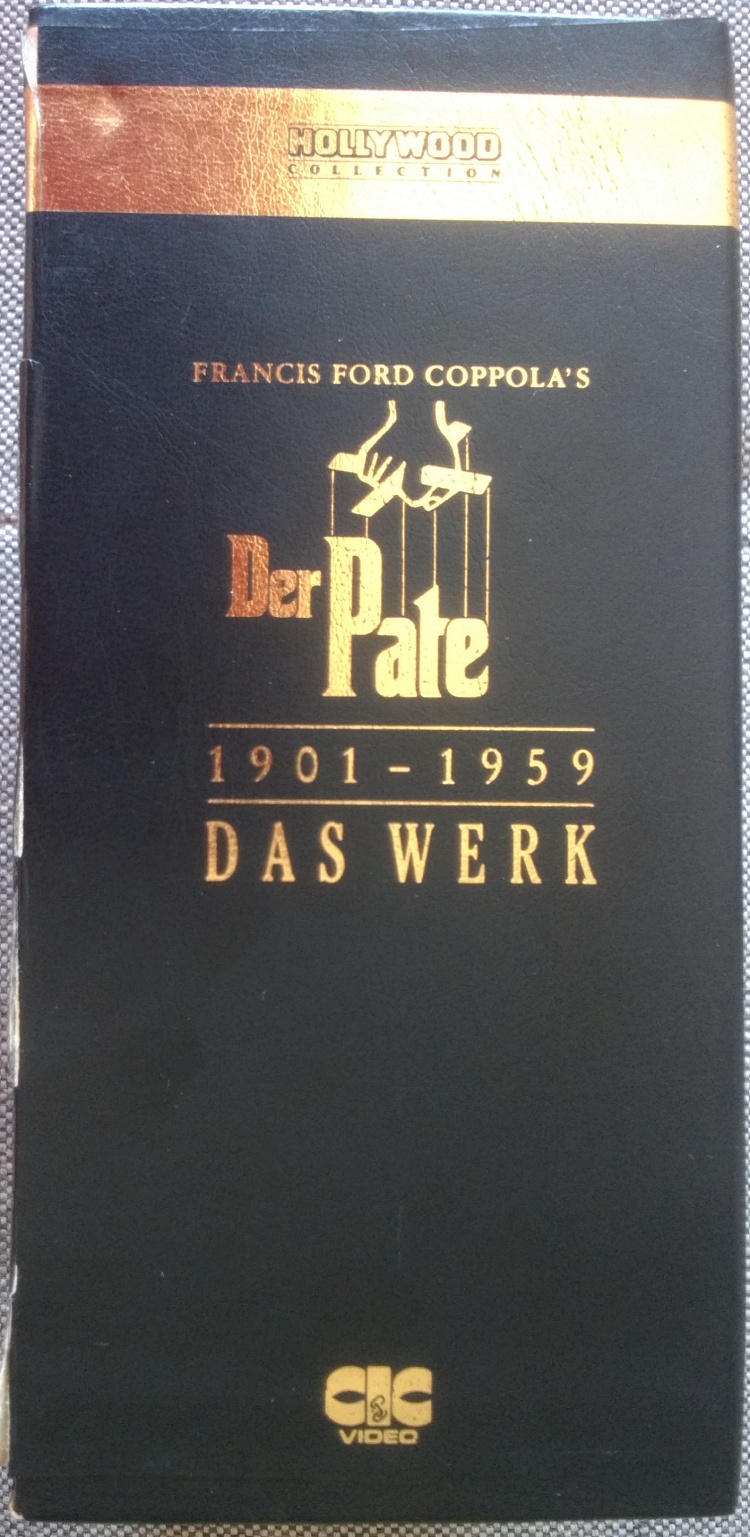 HOLLYWOOD
COLLECTION
FRANCIS FORD COPPOLA'S
Der Pate
1901 – 1959
DAS WERK
CIC
VIDEO